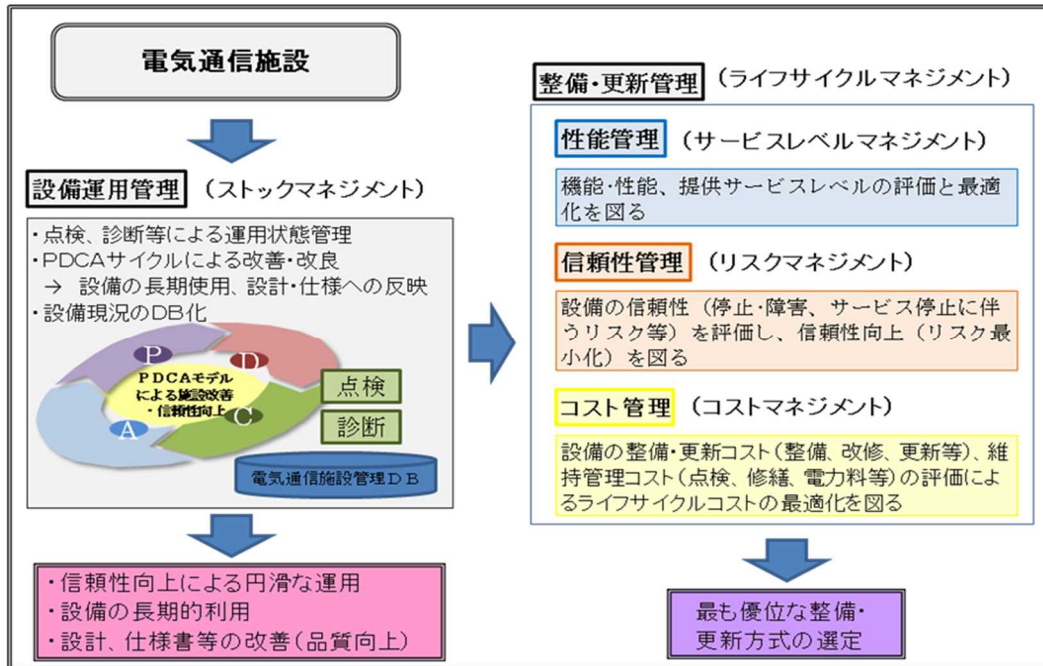 電気通信施設
設備運用管理 (ストックマネジメント)
・点検、診断等による運用状態管理
・PDCAサイクルによる改善・改良
→ 設備の長期使用、設計・仕様への反映
・設備現況のDB化
P
D
PDCAモデル
による施設改善
・信頼性向上
A
C
点検
診断
電気通信施設管理DB
・信頼性向上による円滑な運用
・設備の長期的利用
・設計、仕様書等の改善(品質向上)
整備・更新管理 (ライフサイクルマネジメント)
性能管理 (サービスレベルマネジメント)
機能・性能、提供サービスレベルの評価と最適
化を図る
信頼性管理 (リスクマネジメント)
設備の信頼性(停止・障害、サービス停止に伴
うリスク等)を評価し、信頼性向上(リスク最
小化)を図る
コスト管理 (コストマネジメント)
設備の整備・更新コスト(整備、改修、更新等)、維
持管理コスト(点検、修繕、電力料等)の評価によ
るライフサイクルコストの最適化を図る
最も優位な整備・
更新方式の選定